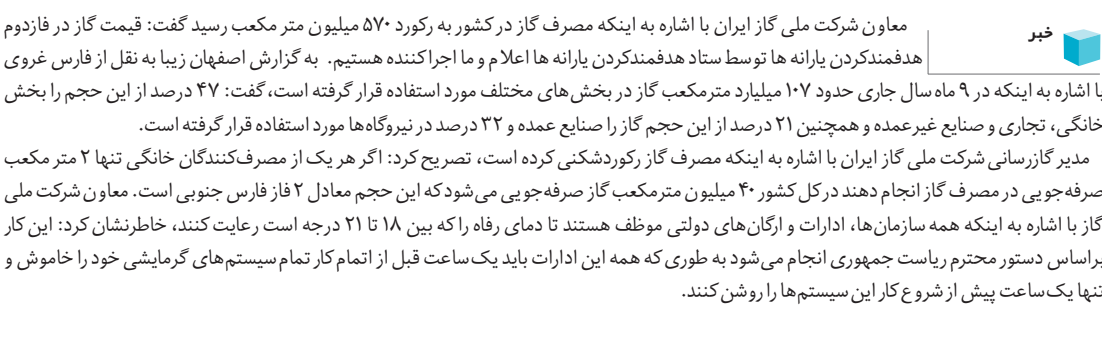 خبر
معاون شرکت ملی گاز ایران با اشاره به اینکه مصرف گاز در کشور به رکورد ۵۷۰ میلیون متر مکعب رسید گفت: قیمت گاز در فازدوم
هدفمندکردن یارانه ها توسط ستاد هدفمندکردن یارانه ها اعلام و ما اجراکننده هستیم. به گزارش اصفهان زیبا به نقل از فارس غروی
با اشاره به اینکه در ۹ ماه سال جاری حدود ۱۰۷ میلیارد مترمکعب گاز در بخش های مختلف مورد استفاده قرار گرفته است،گفت: ۴۷ درصد از این حجم را بخش
خانگی، تجاری و صنایع غیرعمده و همچنین ۲۱ درصد از این حجم گاز را صنایع عمده و ۳۲ درصد در نیروگاه‌ها مورد استفاده قرار گرفته است.
مدیر گازرسانی شرکت ملی گاز ایران با اشاره به اینکه مصرف گاز رکوردشکنی کرده است، تصریح کرد: اگر هر یک از مصرف‌کنندگان خانگی تنها ۲ متر مکعب
صرفه‌جویی در مصرف گاز انجام دهند درکل کشور ۴۰ میلیون مترمکعب گاز صرفه‌جویی می‌شود که این حجم معادل ۲ فاز فارس جنوبی است. معاون شرکت ملی
گاز با اشاره به اینکه همه سازمان‌ها، ادارات و ارگان‌های دولتی موظف هستند تا دمای رفاه را که بین ۱۸ تا ۲۱ درجه است رعایت کنند، خاطرنشان کرد: این کار
براساس دستور محترم ریاست جمهوری انجام می‌شود به طوری که همه این ادارات باید یک‌ساعت قبل از اتمام کار تمام سیستم‌های گرمایشی خود را خاموش و
تنها یک‌ساعت پیش از شروع کار این سیستم‌ها را روشن کنند.